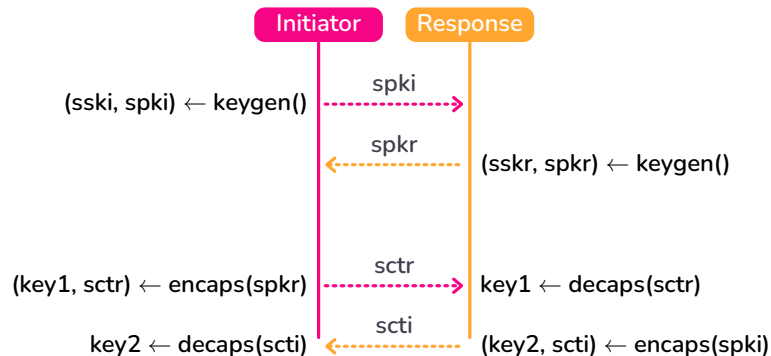 Initiator
Response
spki
(sski, spki) ← keygen()
spkr
(sskr, spkr) ← keygen()
sctr
(key1, sctr) ← encaps(spkr)
key1 ← decaps(sctr)
scti
key2 ← decaps(scti)
(key2, scti) ← encaps(spki)